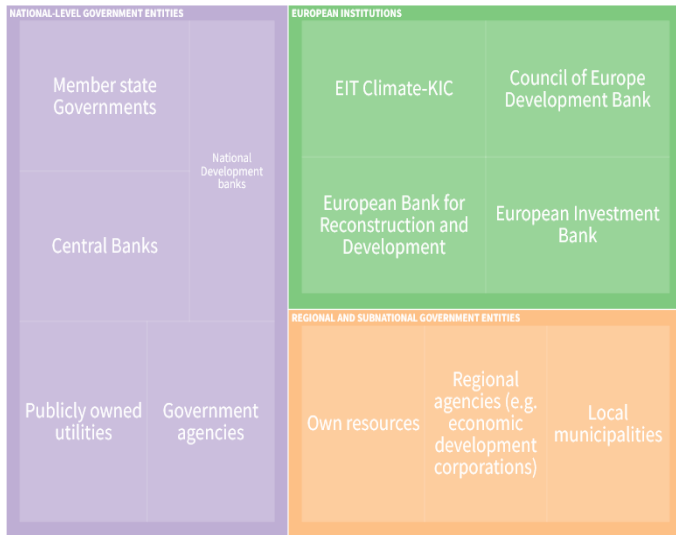 NATIONAL-LEVEL GOVERNMENT ENTITIES
Member state
Governments
National
Development
banks
Central Banks
Publicly owned
utilities
Government
agencies
EUROPEAN INSTITUTIONS
EIT Climate-KIC
Council of Europe
Development Bank
European Bank for
Reconstruction and
Development
European Investment
Bank
REGIONAL AND SUBNATIONAL GOVERNMENT ENTITIES
Own resources
Regional
agencies (e.g.
economic
development
corporations)
Local
municipalities